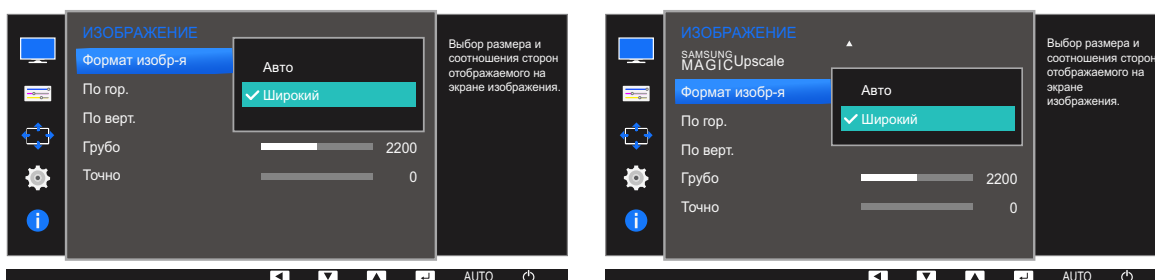 ИЗОБРАЖЕНИЕ
Формат изобр-я
Авто
По гор.
Широкий
По верт.
Грубо
2200
Точно
0
Выбор размера и
соотношения сторон
отображаемого на
экране изображения.
AUTO
ИЗОБРАЖЕНИЕ
SAMSUNG
MAGICUpscale
Формат изобр-я
Авто
По гор.
Широкий
По верт.
Грубо
2200
Точно
0
Выбор размера и
соотношения сторон
отображаемого на
экране
изображения.
AUTO